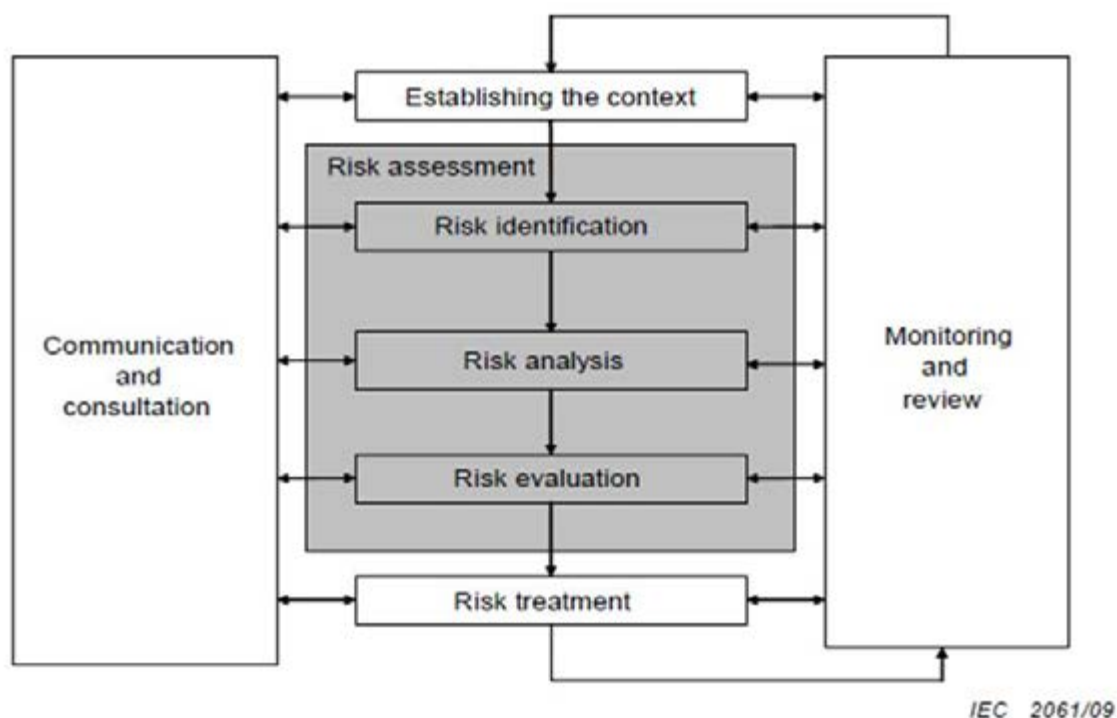 Establishing the context
Risk assessment
Risk identification
Risk analysis
Risk evaluation
Risk treatment
Communication
and
consultation
Monitoring
and
review
IEC 2061/09